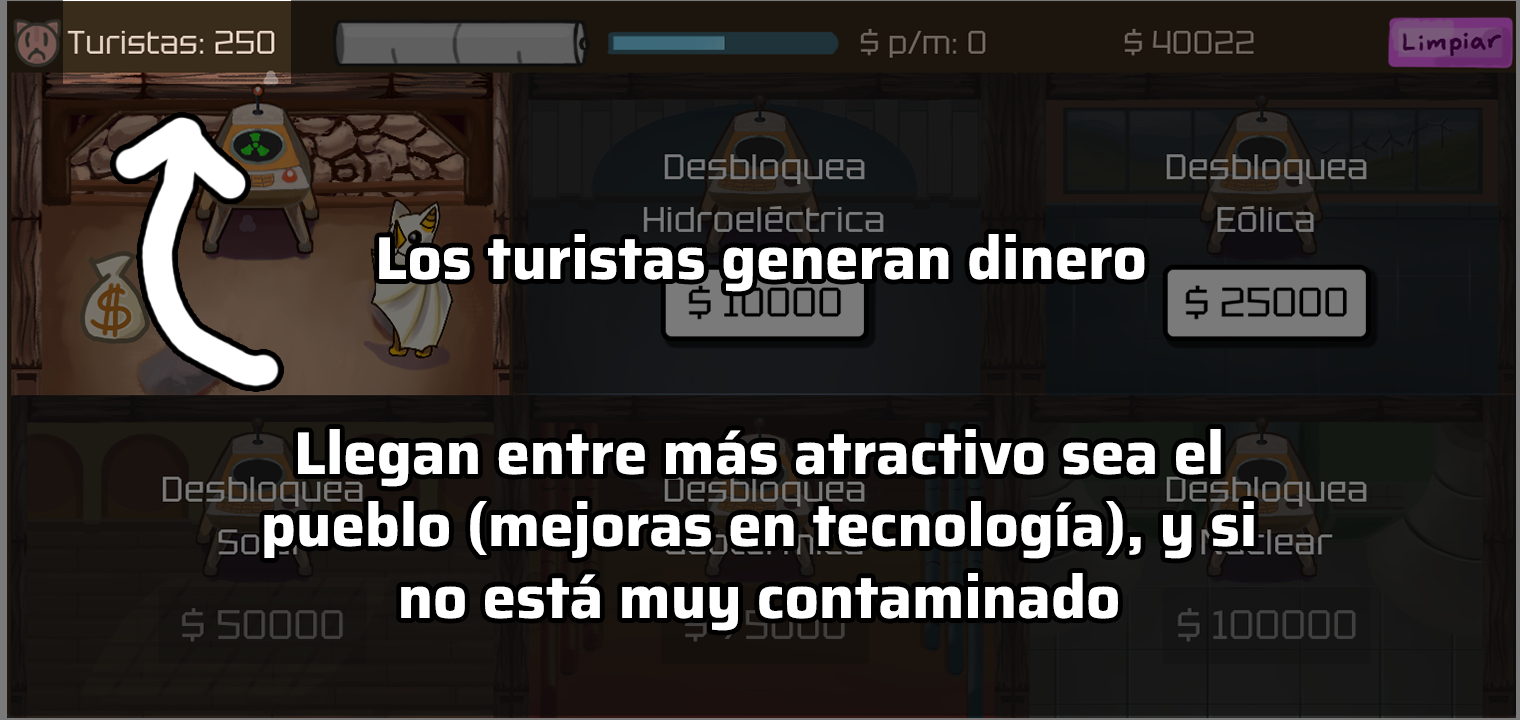 Turistas: 250
$ p/m: 0
$ 40022
Limpiar
Desbloquea
Hidroeléctrica
$ 10000
Desbloquea
Eólica
$ 25000
Los turistas generan dinero
Llegan entre más atractivo sea el
pueblo (mejoras en tecnología), y si
no está muy contaminado
Desbloquea
$ 50000
Desbloquea
Desbloquea
$ 100000